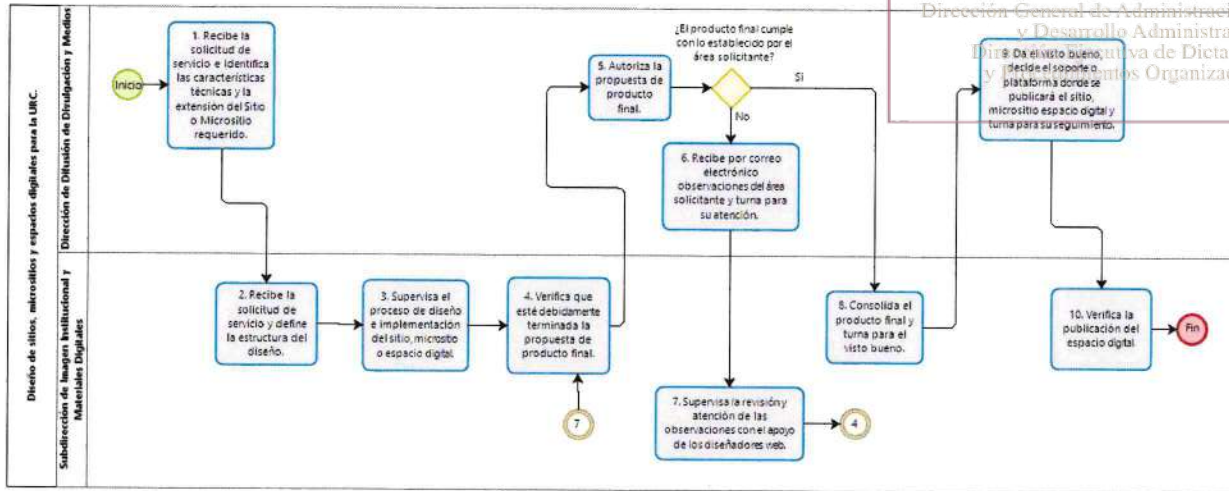 Diseño de sitios, micrositios y espacios digitales para la URC.
Dirección de Difusión de Divulgación y Medios
Inicio
1. Recibe la
solicitud de
servicio e identifica
las características
técnicas y la
extensión del Sitio
o Micrositio
requerido.
5. Autoriza la
propuesta de
producto
final.
¿El producto final cumple
con lo establecido por el
área solicitante?
Si
No
6. Recibe por correo
electrónico
observaciones del área
solicitante y turna para
su atención.
Dirección General de Administraci
y Desarrollo Administra
Dirección Ejecutiva de Dicta
y Procedimientos Organizac
9. Da el visto bueno,
decide el soporte o
plataforma donde se
publicará el sitio,
micrositio espacio digital y
turna para su seguimiento.
Subdirección de Imagen Institucional y
Materiales Digitales
2. Recibe la
solicitud de
servicio y define
la estructura del
diseño.
3. Supervisa el
proceso de diseño
e implementación
del sitio, micrositio
o espacio digital.
4. Verifica que
esté debidamente
terminada la
propuesta de
producto final.
7
7. Supervisa la revisión y
atención de las
observaciones con el apoyo
de los diseñadores web.
4
8. Consolida el
producto final y
turna para el
visto bueno.
10. Verifica la
publicación del
espacio digital.
Fin